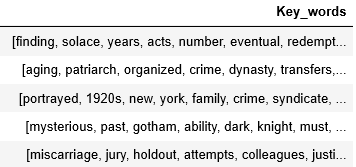 Key_words
[finding, solace, years, acts, number, eventual, redempt...
[aging, patriarch, organized, crime, dynasty, transfers,...
[portrayed, 1920s, new, york, family, crime, syndicate, ...
[mysterious, past, gotham, ability, dark, knight, must, ...
[miscarriage, jury, holdout, attempts, colleagues, justi...